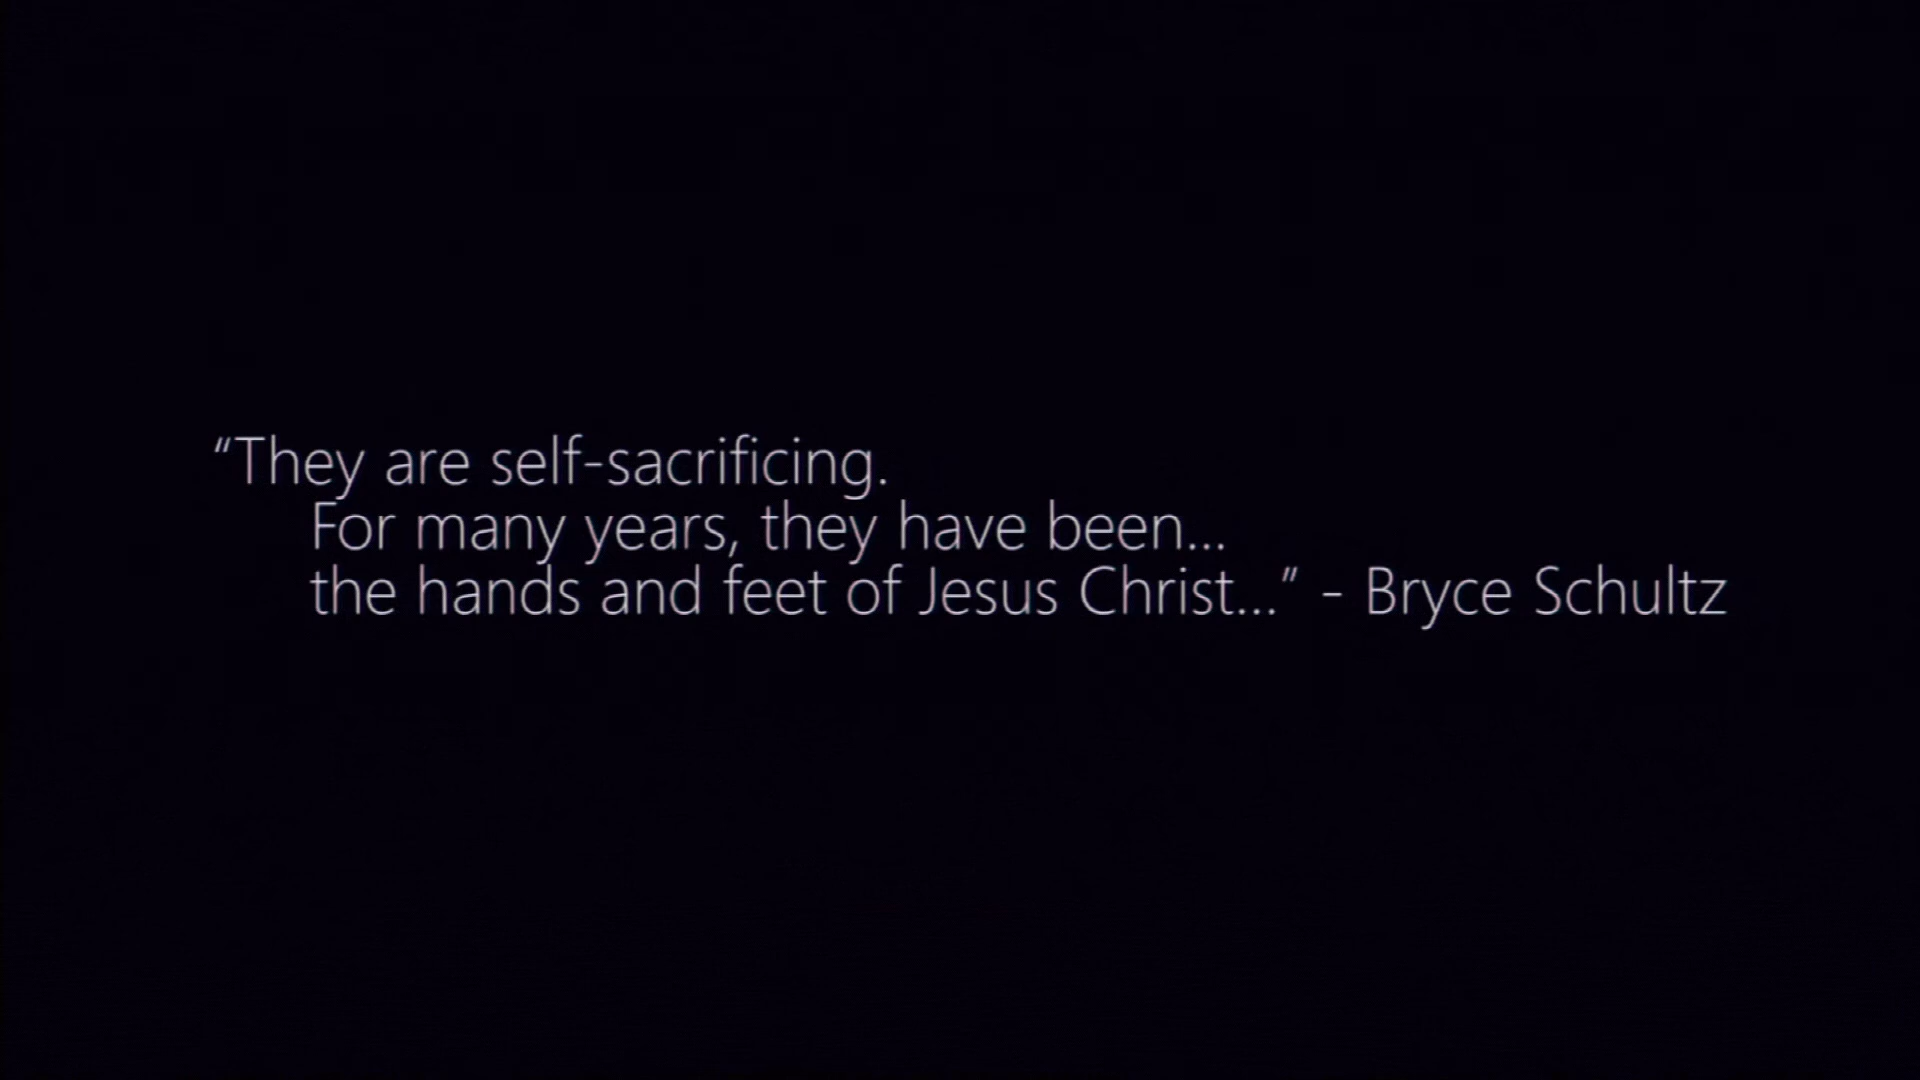 “They are self-sacrificing.
For many years, they have been...
the hands and feet of Jesus Christ...” - Bryce Schultz